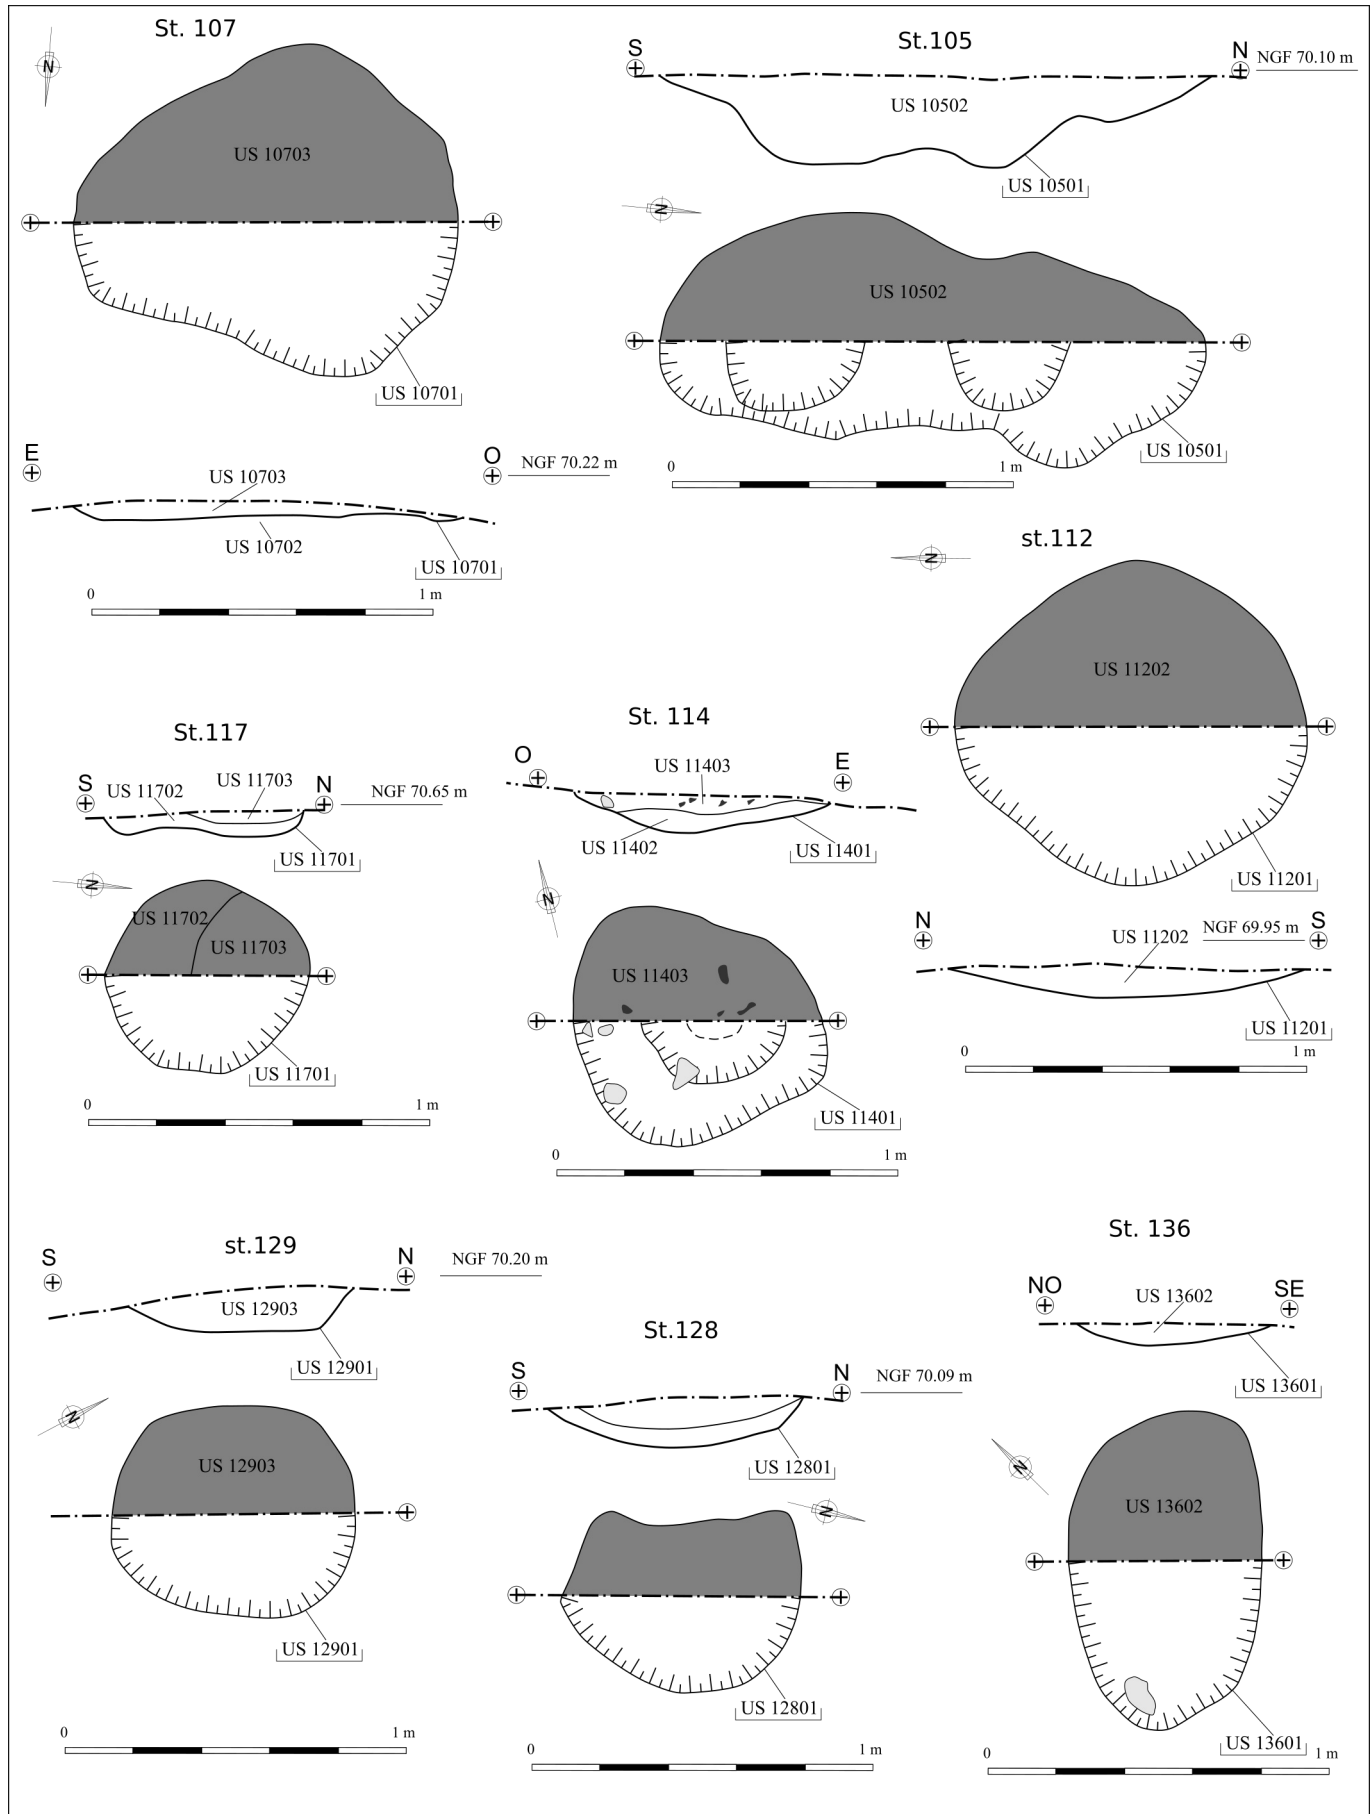 St. 107
N
US 10703
US 10701
E
O
NGF 70.22 m
US 10703
US 10702
US 10701
0
1 m
St.105
S
N
NGF 70.10 m
US 10502
US 10501
N
US 10502
US 10501
0
1 m
st.112
N
US 11202
US 11201
N
US 11202
NGF 69.95 m
S
US 11201
0
1 m
St.117
S
US 11702
US 11703
N
NGF 70.65 m
US 11701
N
US 11702
US 11703
US 11701
0
1 m
St. 114
O
US 11403
E
US 11402
US 11401
N
US 11403
US 11401
0
1 m
st.129
S
N
NGF 70.20 m
US 12903
US 12901
N
US 12903
US 12901
0
1 m
St.128
S
N
NGF 70.09 m
US 12801
N
US 12801
0
1 m
St. 136
NO
US 13602
SE
US 13601
N
US 13602
US 13601
0
1 m